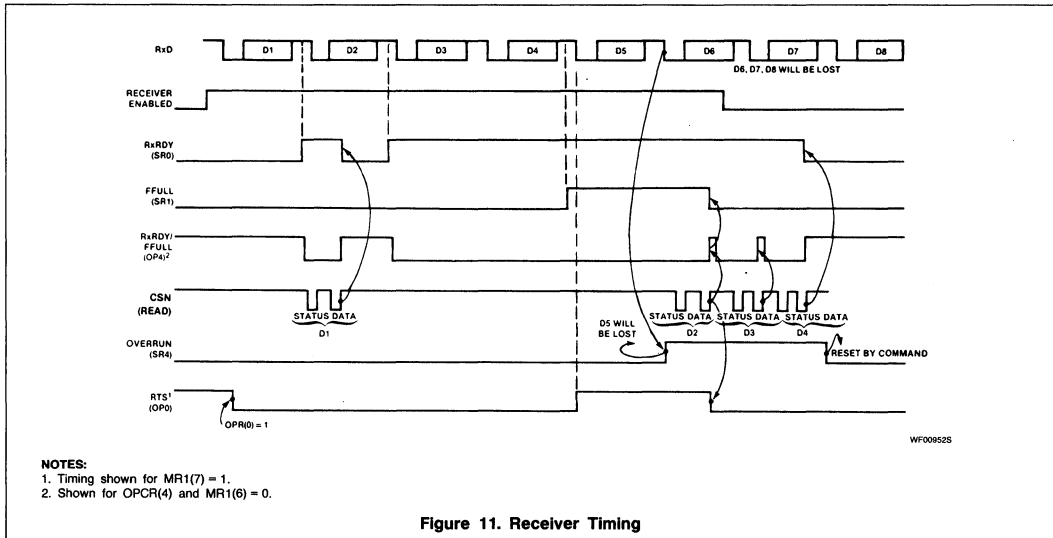 RxD D1 D2 D3 D4 D5 D6 D7 D8
D6, D7, D8 WILL BE LOST
RECEIVER
ENABLED
RxRDY
(SR0)
FFULL
(SR1)
RxRDY/
FFULL
(OP4)2
CSN
(READ)
STATUS DATA
D1
STATUS DATA STATUS DATA STATUS DATA
D2 D3 D4
D5 WILL
BE LOST
OVERRUN
(SR4)
RESET BY COMMAND
RTS1
(OP0)
OPR(0) = 1
WF00952S
NOTES:
1. Timing shown for MR1(7) = 1.
2. Shown for OPCR(4) and MR1(6) = 0.
Figure 11. Receiver Timing